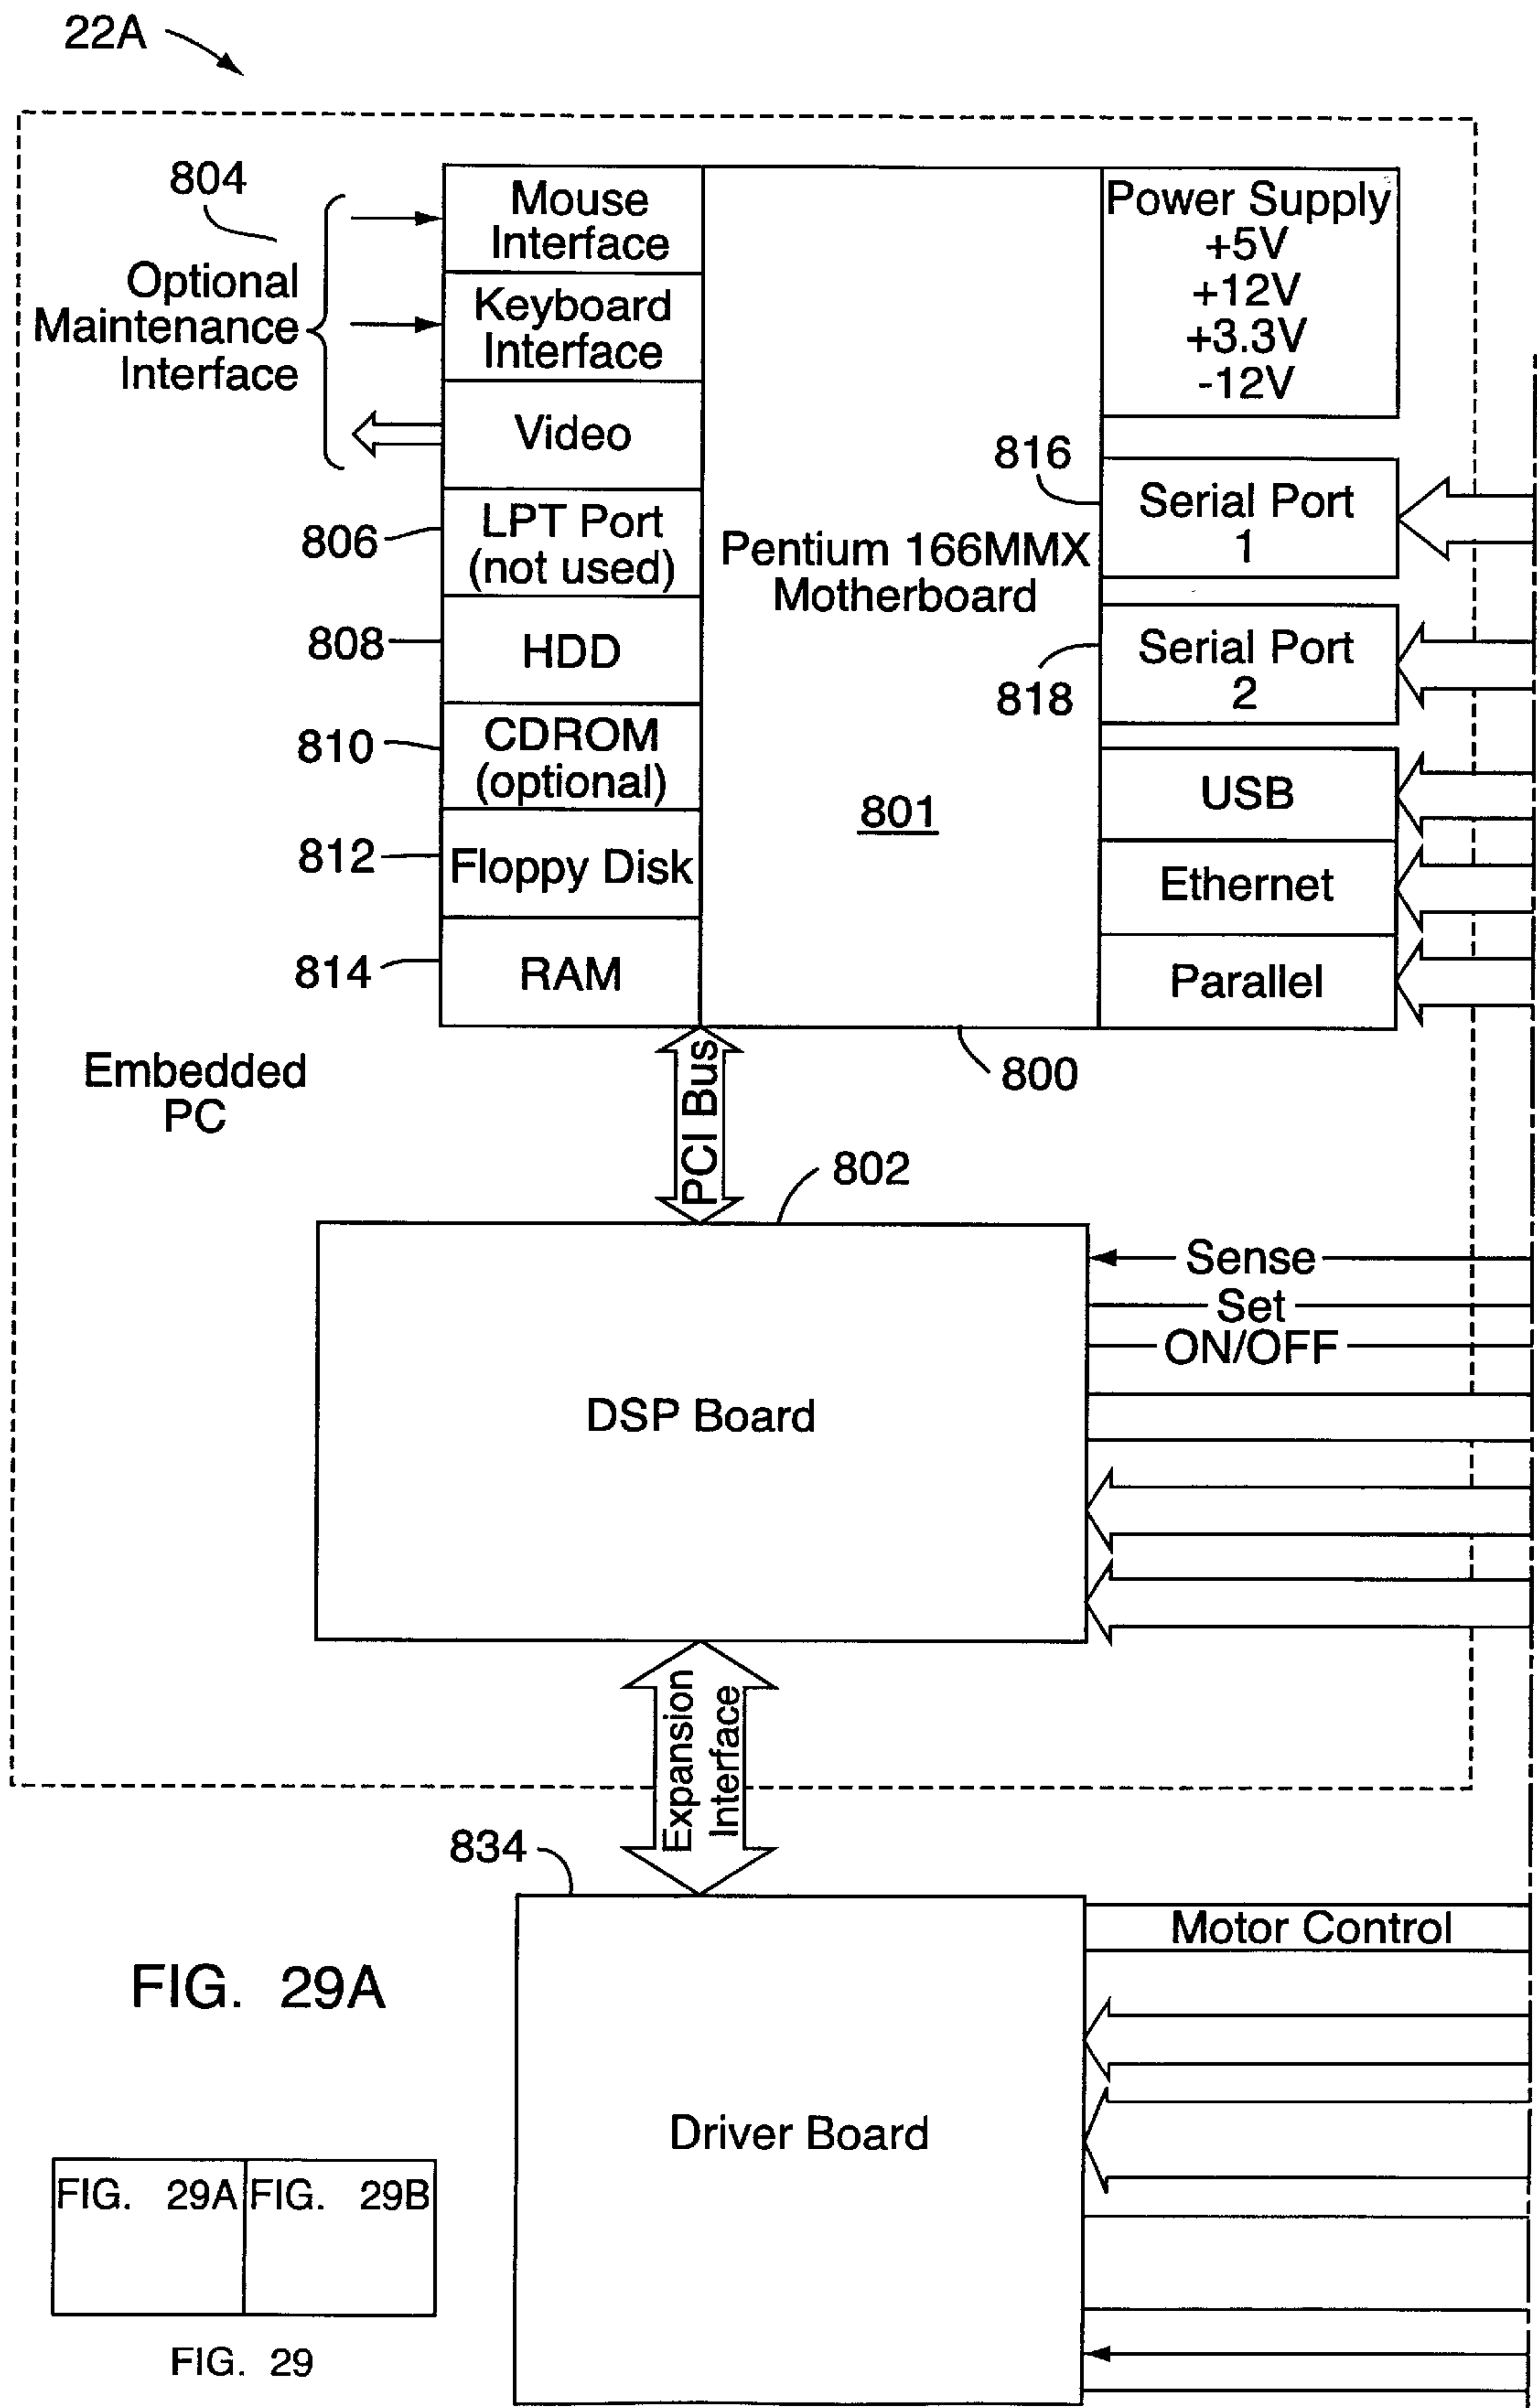 22A
804
Optional
Maintenance
Interface
Mouse
Interface
Keyboard
Interface
Video
806
LPT Port
(not used)
808
HDD
810
CDROM
(optional)
812
Floppy Disk
814
RAM
Pentium 166MMX
Motherboard
801
800
Power Supply
+5V
+12V
+3.3V
-12V
816
Serial Port
1
818
Serial Port
2
USB
Ethernet
Parallel
Embedded
PC
PCI Bus
802
DSP Board
Sense
Set
ON/OFF
Expansion
Interface
834
Driver Board
Motor Control
FIG. 29A
FIG. 29A
FIG. 29B
FIG. 29